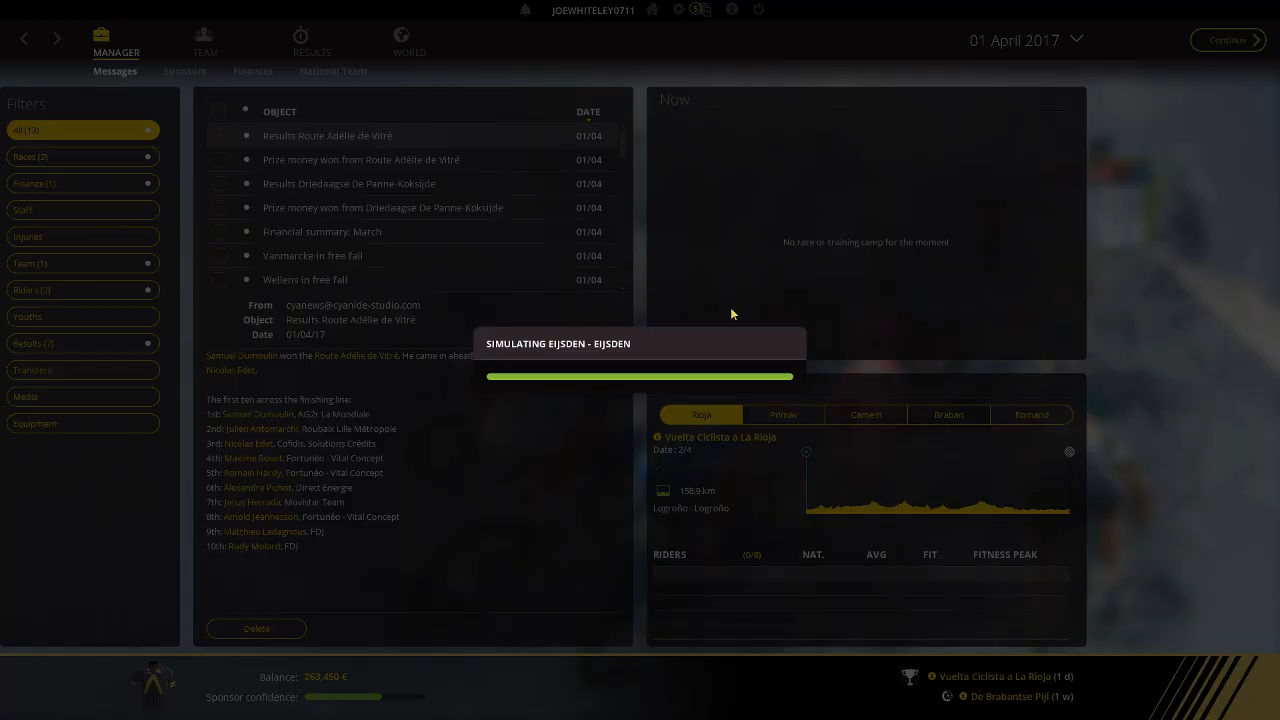 JOEWHITELEY0711
5
MANAGER
TEAM
RESULTS
WORLD
01 April 2017
Continue
Messages
Sponsors
Finances
National Team
Filters
All (13)
Races (2)
Finance (1)
Staff
Injuries
Team (1)
Riders (2)
Youths
Results (7)
Transfers
Media
Equipment
OBJECT DATE
Results Route Adélie de Vitré 01/04
Prize money won from Route Adélie de Vitré 01/04
Results Driedaagse De Panne-Koksijde 01/04
Prize money won from Driedaagse De Panne-Koksijde 01/04
Financial summary: March 01/04
Vanmarcke in free fall 01/04
Wellens in free fall 01/04
From cyanews@cyanide-studio.com
Object Results Route Adélie de Vitré
Date 01/04/17
Samuel Dumoulin won the Route Adélie de Vitré. He came in ahead
Nicolas Edet.
The first ten across the finishing line:
1st: Samuel Dumoulin, AG2r La Mondiale
2nd: Julien Antomarchi, Roubaix Lille Métropole
3rd: Nicolas Edet, Cofidis, Solutions Crédits
4th: Maxime Bouet, Fortunéo - Vital Concept
5th: Romain Hardy, Fortunéo - Vital Concept
6th: Alexandre Pichot, Direct Energie
7th: Jesus Herrada, Movistar Team
8th: Arnold Jeannesson, Fortunéo - Vital Concept
9th: Matthieu Ladagnous, FDJ
10th: Rudy Molard, FDJ
Delete
SIMULATING EIJSDEN - EIJSDEN
Now
No race or training camp for the moment
Rioja
Primav
Camem
Braban
Romand
Vuelta Ciclista a La Rioja
Date : 2/4
158.9 km
Logroño - Logroño
RIDERS (0/8) NAT. AVG FIT FITNESS PEAK
Balance: 263,450 €
Sponsor confidence:
Vuelta Ciclista a La Rioja (1 d)
De Brabantse Pijl (1 w)